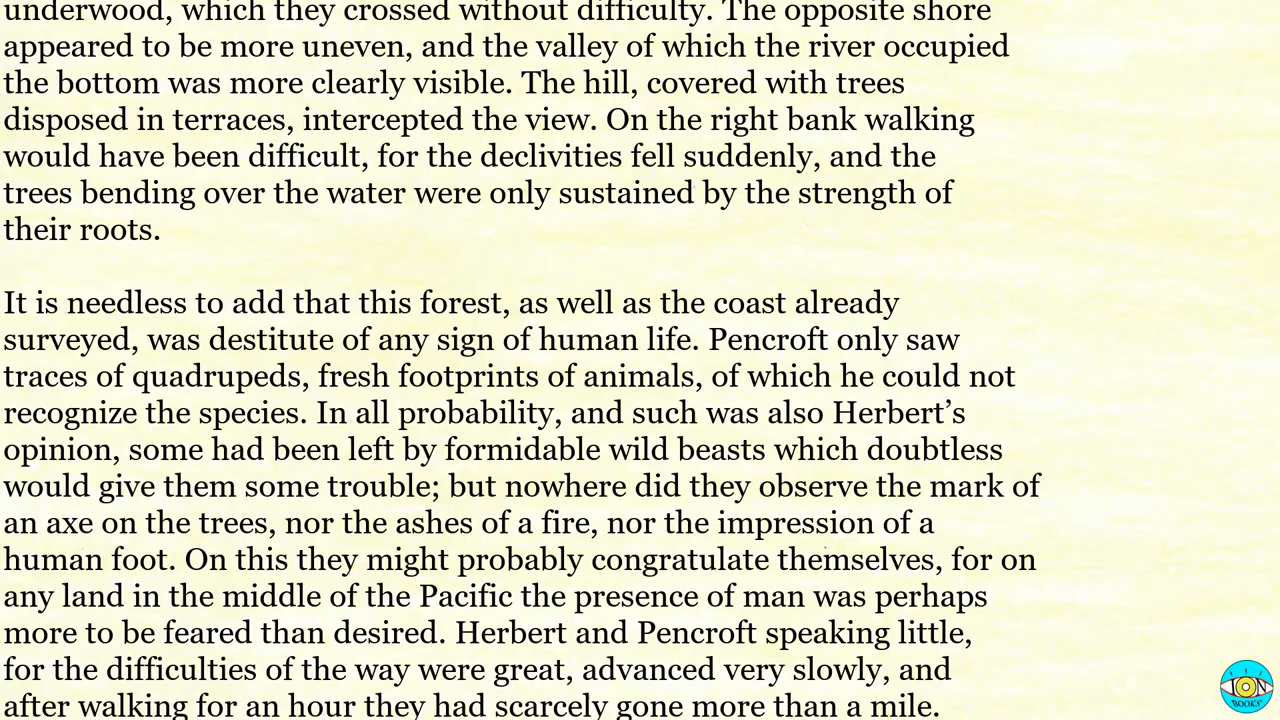 underwood, which they crossed without difficulty. The opposite shore
appeared to be more uneven, and the valley of which the river occupied
the bottom was more clearly visible. The hill, covered with trees
disposed in terraces, intercepted the view. On the right bank walking
would have been difficult, for the declivities fell suddenly, and the
trees bending over the water were only sustained by the strength of
their roots.
It is needless to add that this forest, as well as the coast already
surveyed, was destitute of any sign of human life. Pencroft only saw
traces of quadrupeds, fresh footprints of animals, of which he could not
recognize the species. In all probability, and such was also Herbert’s
opinion, some had been left by formidable wild beasts which doubtless
would give them some trouble; but nowhere did they observe the mark of
an axe on the trees, nor the ashes of a fire, nor the impression of a
human foot. On this they might probably congratulate themselves, for on
any land in the middle of the Pacific the presence of man was perhaps
more to be feared than desired. Herbert and Pencroft speaking little,
for the difficulties of the way were great, advanced very slowly, and
after walking for an hour they had scarcely gone more than a mile.
ION
BOOKS